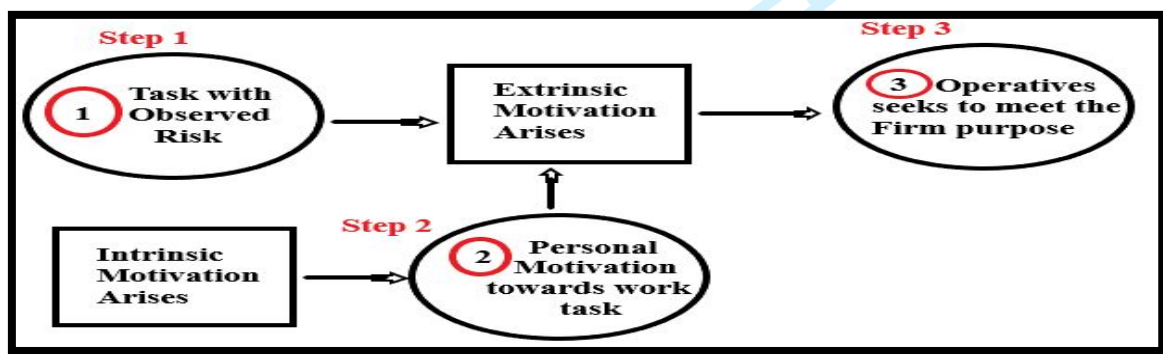 Step 1
1
Task with
Observed
Risk
Extrinsic
Motivation
Arises
Step 3
3 Operatives
seeks to meet the
Firm purpose
Intrinsic
Motivation
Arises
Step 2
2
Personal
Motivation
towards work
task